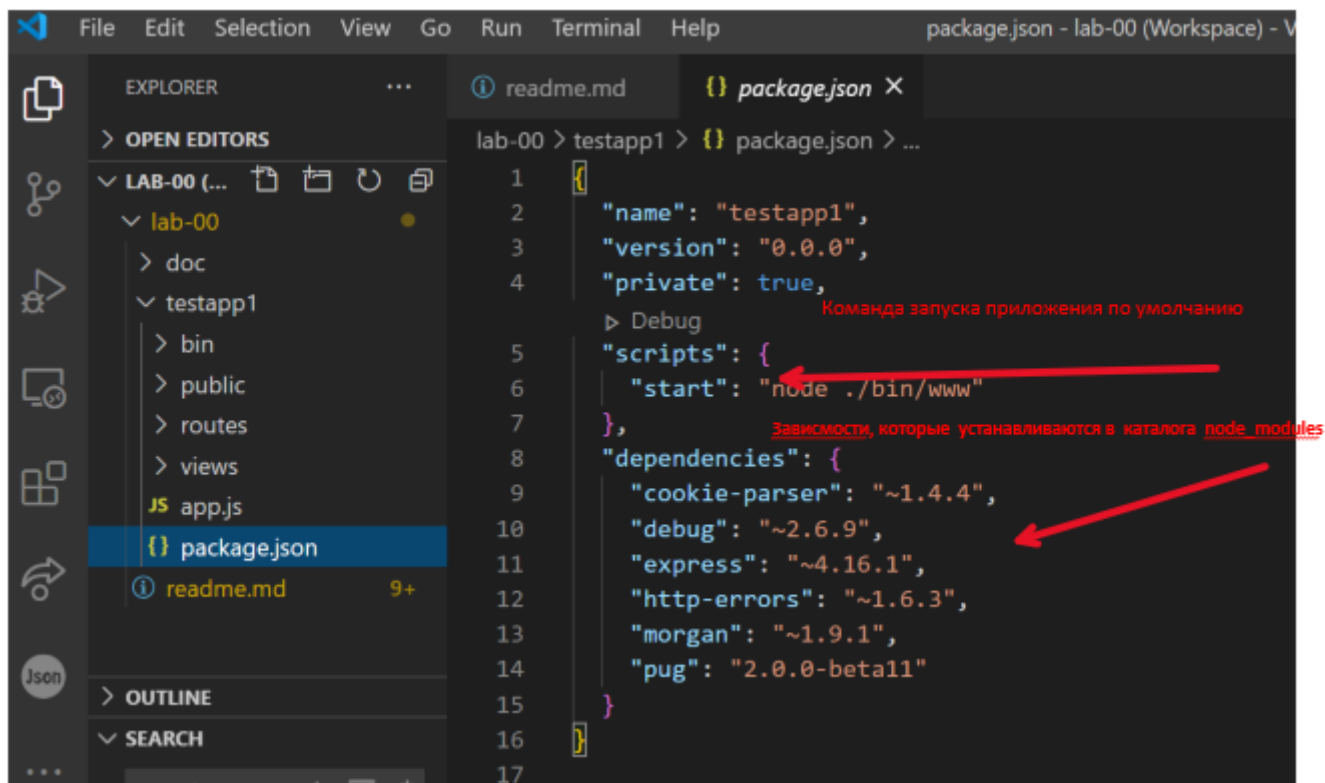 File Edit Selection View Go Run Terminal Help package.json - lab-00 (Workspace) - V
EXPLORER ...
> OPEN EDITORS
LAB-00 (...
lab-00
> doc
testapp1
> bin
> public
> routes
> views
JS app.js
{} package.json
readme.md 9+
Json
> OUTLINE
SEARCH
readme.md {} package.json ×
lab-00 > testapp1 > {} package.json > ...
1 {
2 "name": "testapp1",
3 "version": "0.0.0",
4 "private": true,
Команда запуска приложения по умолчанию
Debug
5 "scripts": {
6 "start": "node ./bin/www"
7 },
Зависмости, которые устанавливаются в каталога node_modules
8 "dependencies": {
9 "cookie-parser": "~1.4.4",
10 "debug": "~2.6.9",
11 "express": "~4.16.1",
12 "http-errors": "~1.6.3",
13 "morgan": "~1.9.1",
14 "pug": "2.0.0-beta11"
15 }
16 }
17